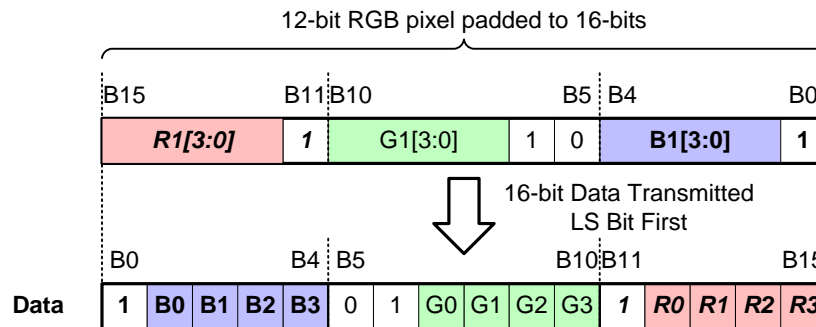 12-bit RGB pixel padded to 16-bits
B15 B11 B10 B5 B4 B0
R1[3:0] 1 G1[3:0] 1 0 B1[3:0] 1
16-bit Data Transmitted
LS Bit First
B0 B4 B5 B10 B11 B15
Data 1 B0 B1 B2 B3 0 1 G0 G1 G2 G3 1 R0 R1 R2 R3